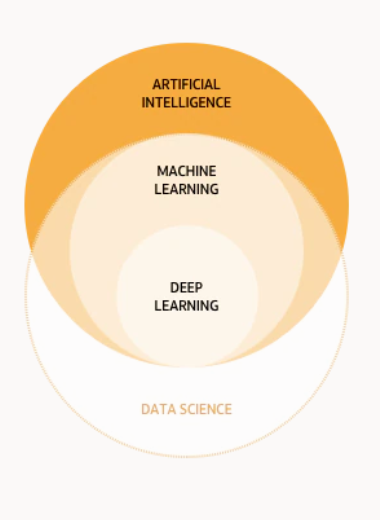 ARTIFICIAL
INTELLIGENCE
MACHINE
LEARNING
DEEP
LEARNING
DATA SCIENCE